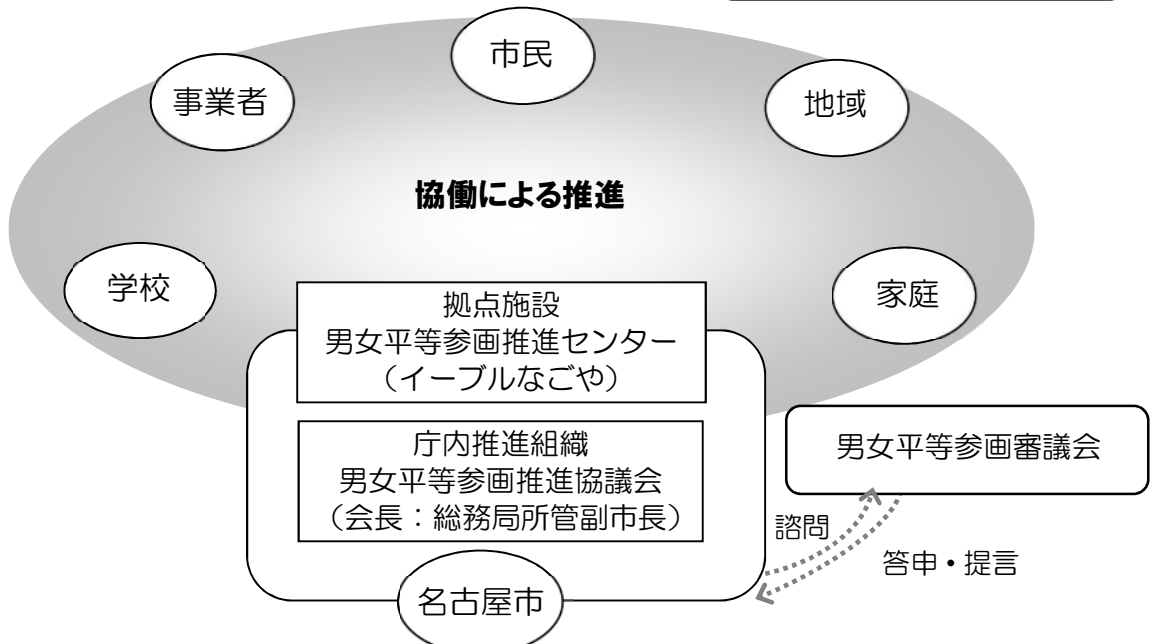 市民
事業者
地域
協働による推進
学校
家庭
拠点施設
男女平等参画推進センター
（イーブルなごや）
庁内推進組織
男女平等参画推進協議会
（会長：総務局所管副市長）
男女平等参画審議会
諮問
答申・提言
名古屋市